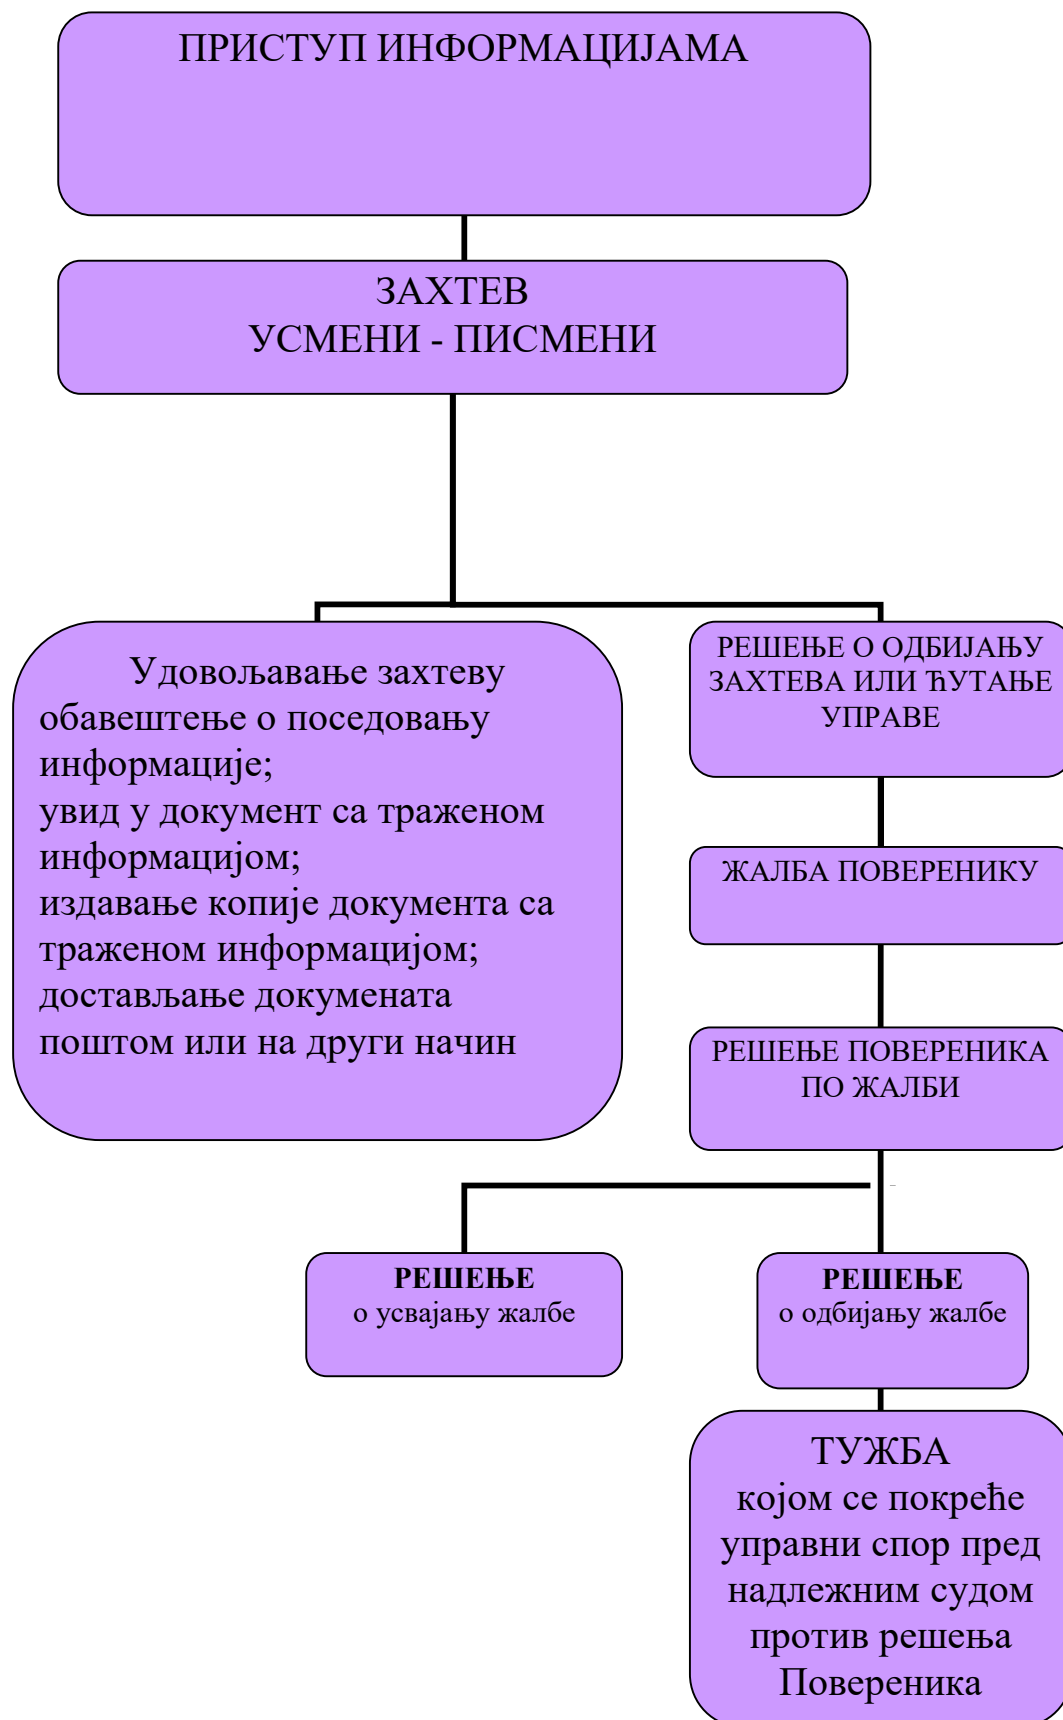 ПРИСТУП ИНФОРМАЦИЈАМА
ЗАХТЕВ
УСМЕНИ - ПИСМЕНИ
Удовољавање захтеву
обавештење о поседовању
информације;
увид у документ са траженом
информацијом;
издавање копије документа са
траженом информацијом;
достављање докумената
поштом или на други начин
РЕШЕЊЕ О ОДБИЈАЊУ
ЗАХТЕВА ИЛИ ЋУТАЊЕ
УПРАВЕ
ЖАЛБА ПОВЕРЕНИКУ
РЕШЕЊЕ ПОВЕРЕНИКА
ПО ЖАЛБИ
РЕШЕЊЕ
о усвајању жалбе
РЕШЕЊЕ
о одбијању жалбе
ТУЖБА
којом се покреће
управни спор пред
надлежним судом
против решења
Повереника